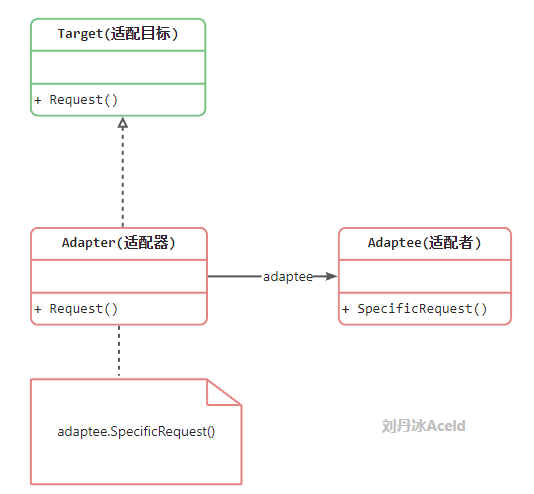 Target(适配目标)
+ Request()
Adapter(适配器)
+ Request()
adaptee
Adaptee(适配者)
+ SpecificRequest()
adaptee.SpecificRequest()
刘丹冰Aceld